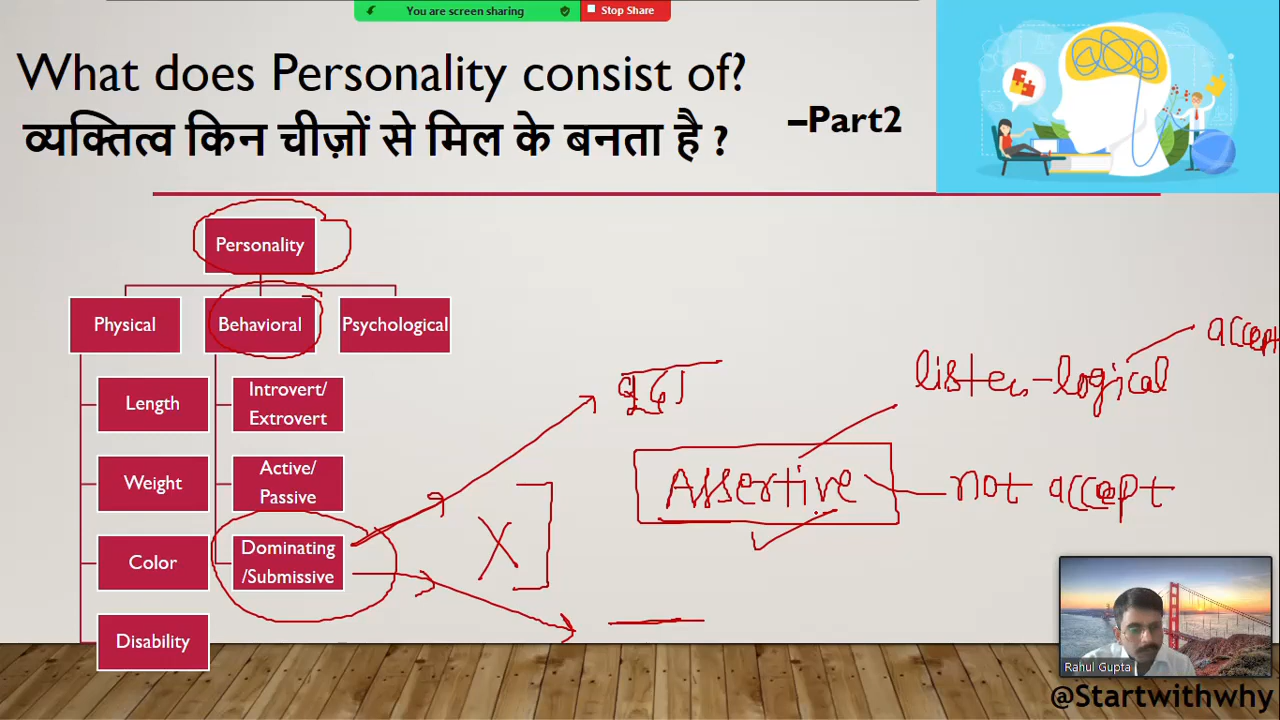 You are screen sharing
Stop Share
What does Personality consist of?
व्यक्तित्व किन चीज़ों से मिल के बनता है ?
–Part2
Personality
Physical
Behavioral
Psychological
Length
Weight
Color
Disability
Introvert/
Extrovert
Active/
Passive
Dominating
/Submissive
X
Assertive
listen-logical
accept
not accept
Rahul Gupta
@Startwithwhy